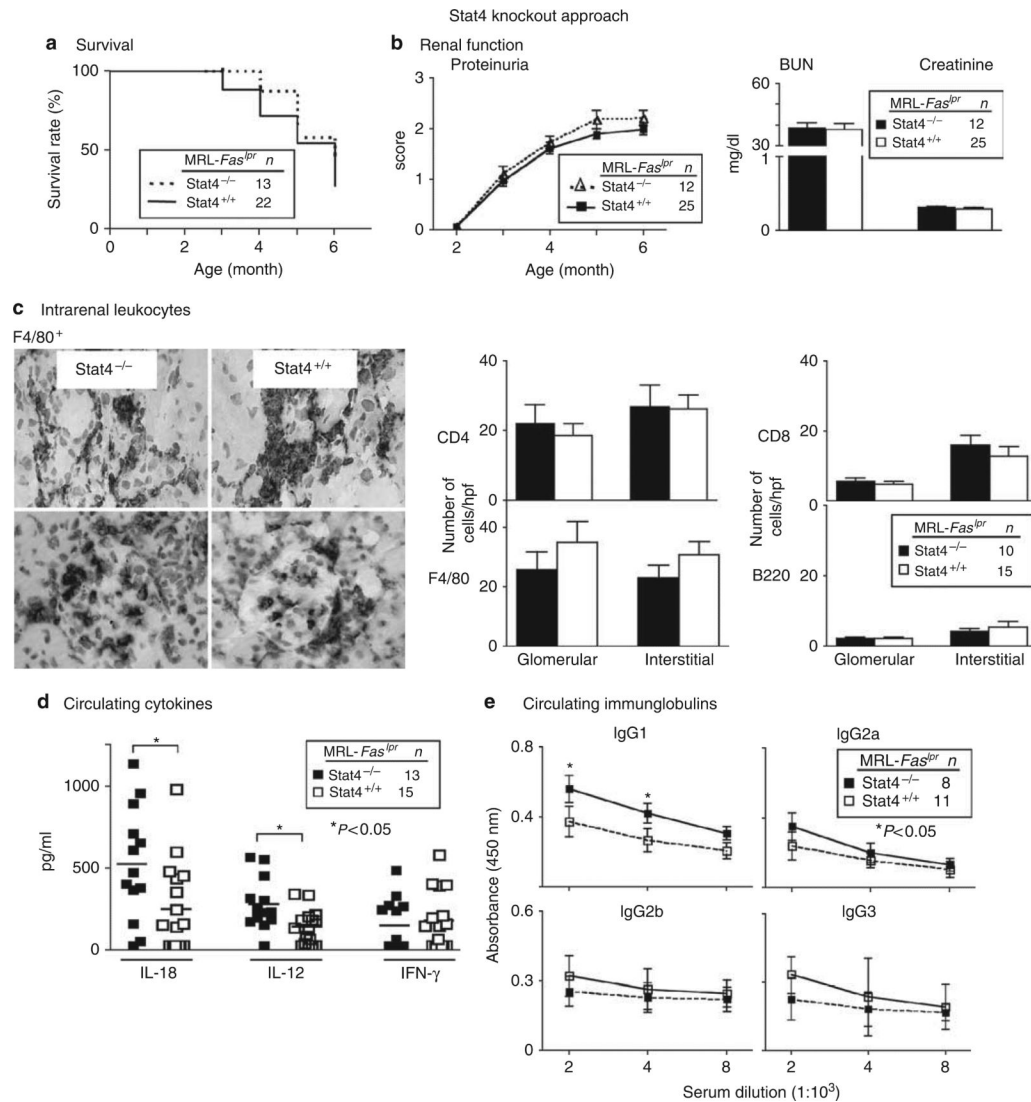 Stat4 knockout approach
a Survival
100
50
0
Survival rate (%)
0 2 4 6
Age (month)
MRL-Fas^lpr n
Stat4−/− 13
Stat4+/+ 22
b Renal function
Proteinuria
3
2
1
0
score
2 4 6
Age (month)
MRL-Fas^lpr n
Stat4−/− 12
Stat4+/+ 25
BUN Creatinine
60
30
1
0
mg/dl
MRL-Fas^lpr n
Stat4−/− 12
Stat4+/+ 25
c Intrarenal leukocytes
F4/80+
Stat4−/− Stat4+/+
40
20
0
CD4
Number of cells/hpf
40
20
0
F4/80
Glomerular Interstitial
40
20
0
CD8
Number of cells/hpf
40
20
0
B220
MRL-Fas^lpr n
Stat4−/− 10
Stat4+/+ 15
Glomerular Interstitial
d Circulating cytokines
1000
500
0
pg/ml
*
*
MRL-Fas^lpr n
Stat4−/− 13
Stat4+/+ 15
*P<0.05
IL-18 IL-12 IFN-γ
e Circulating immunglobulins
IgG1
IgG2a
0.8
0.4
0
* *
MRL-Fas^lpr n
Stat4−/− 8
Stat4+/+ 11
*P<0.05
Absorbance (450 nm)
IgG2b
IgG3
0.6
0.3
0
2 4 8
2 4 8
Serum dilution (1:10³)